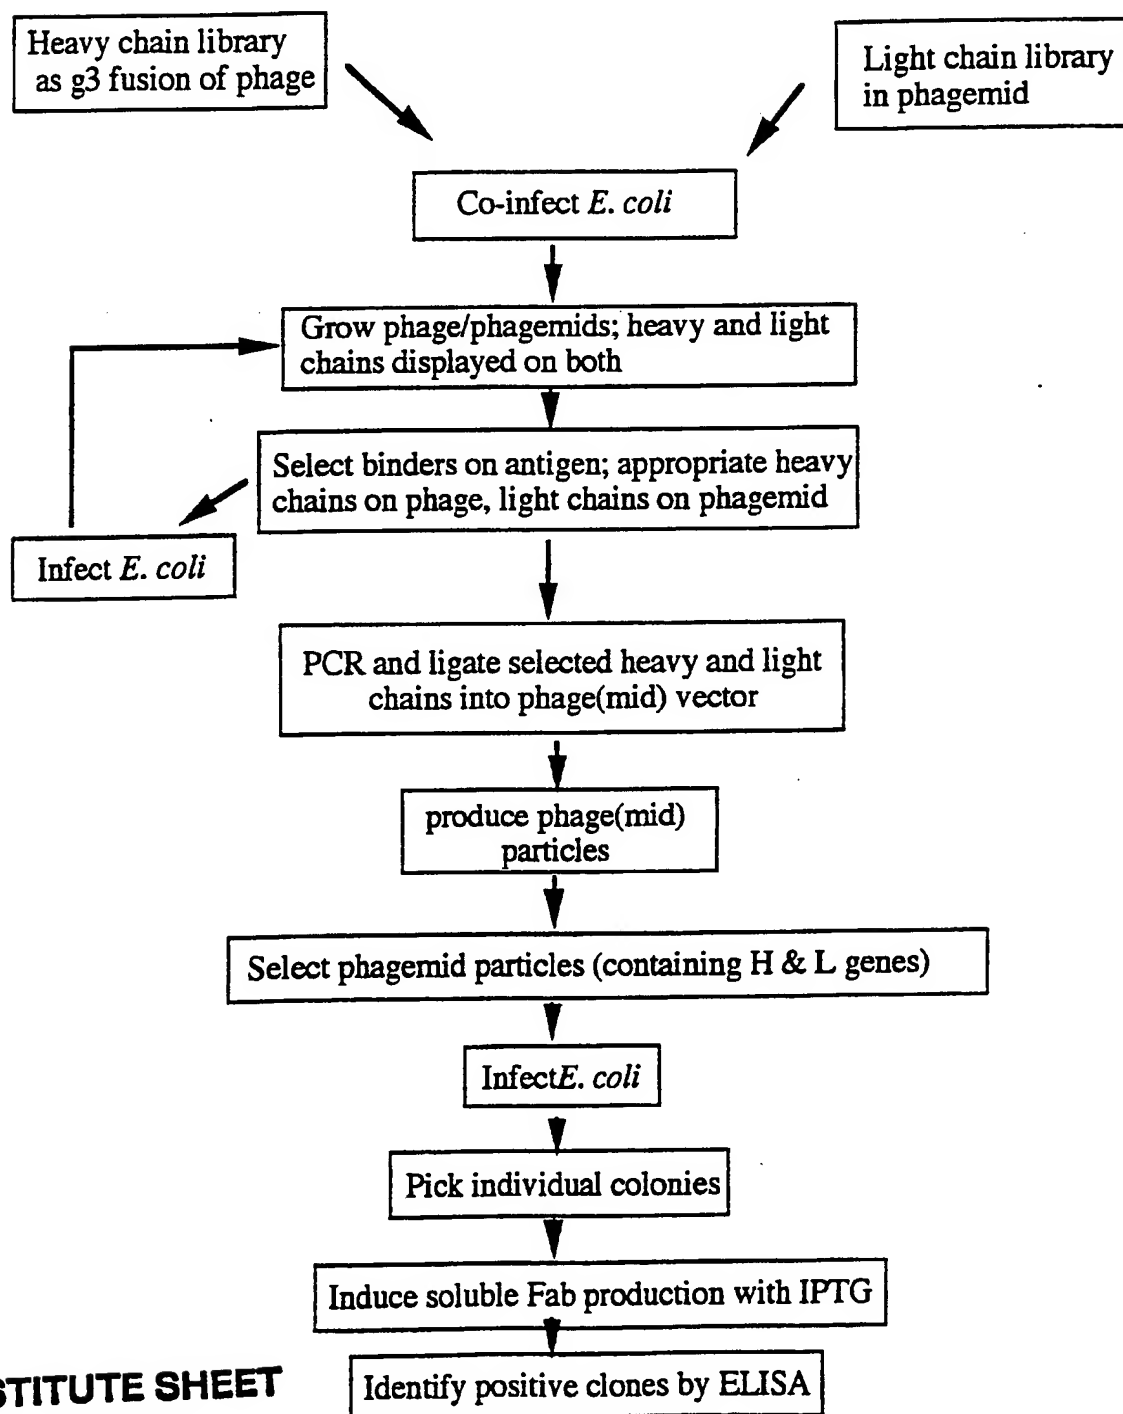 Heavy chain library
as g3 fusion of phage
Light chain library
in phagemid
Co-infect E. coli
Grow phage/phagemids; heavy and light
chains displayed on both
Select binders on antigen; appropriate heavy
chains on phage, light chains on phagemid
Infect E. coli
PCR and ligate selected heavy and light
chains into phage(mid) vector
produce phage(mid)
particles
Select phagemid particles (containing H & L genes)
InfectE. coli
Pick individual colonies
Induce soluble Fab production with IPTG
Identify positive clones by ELISA
STITUTE SHEET